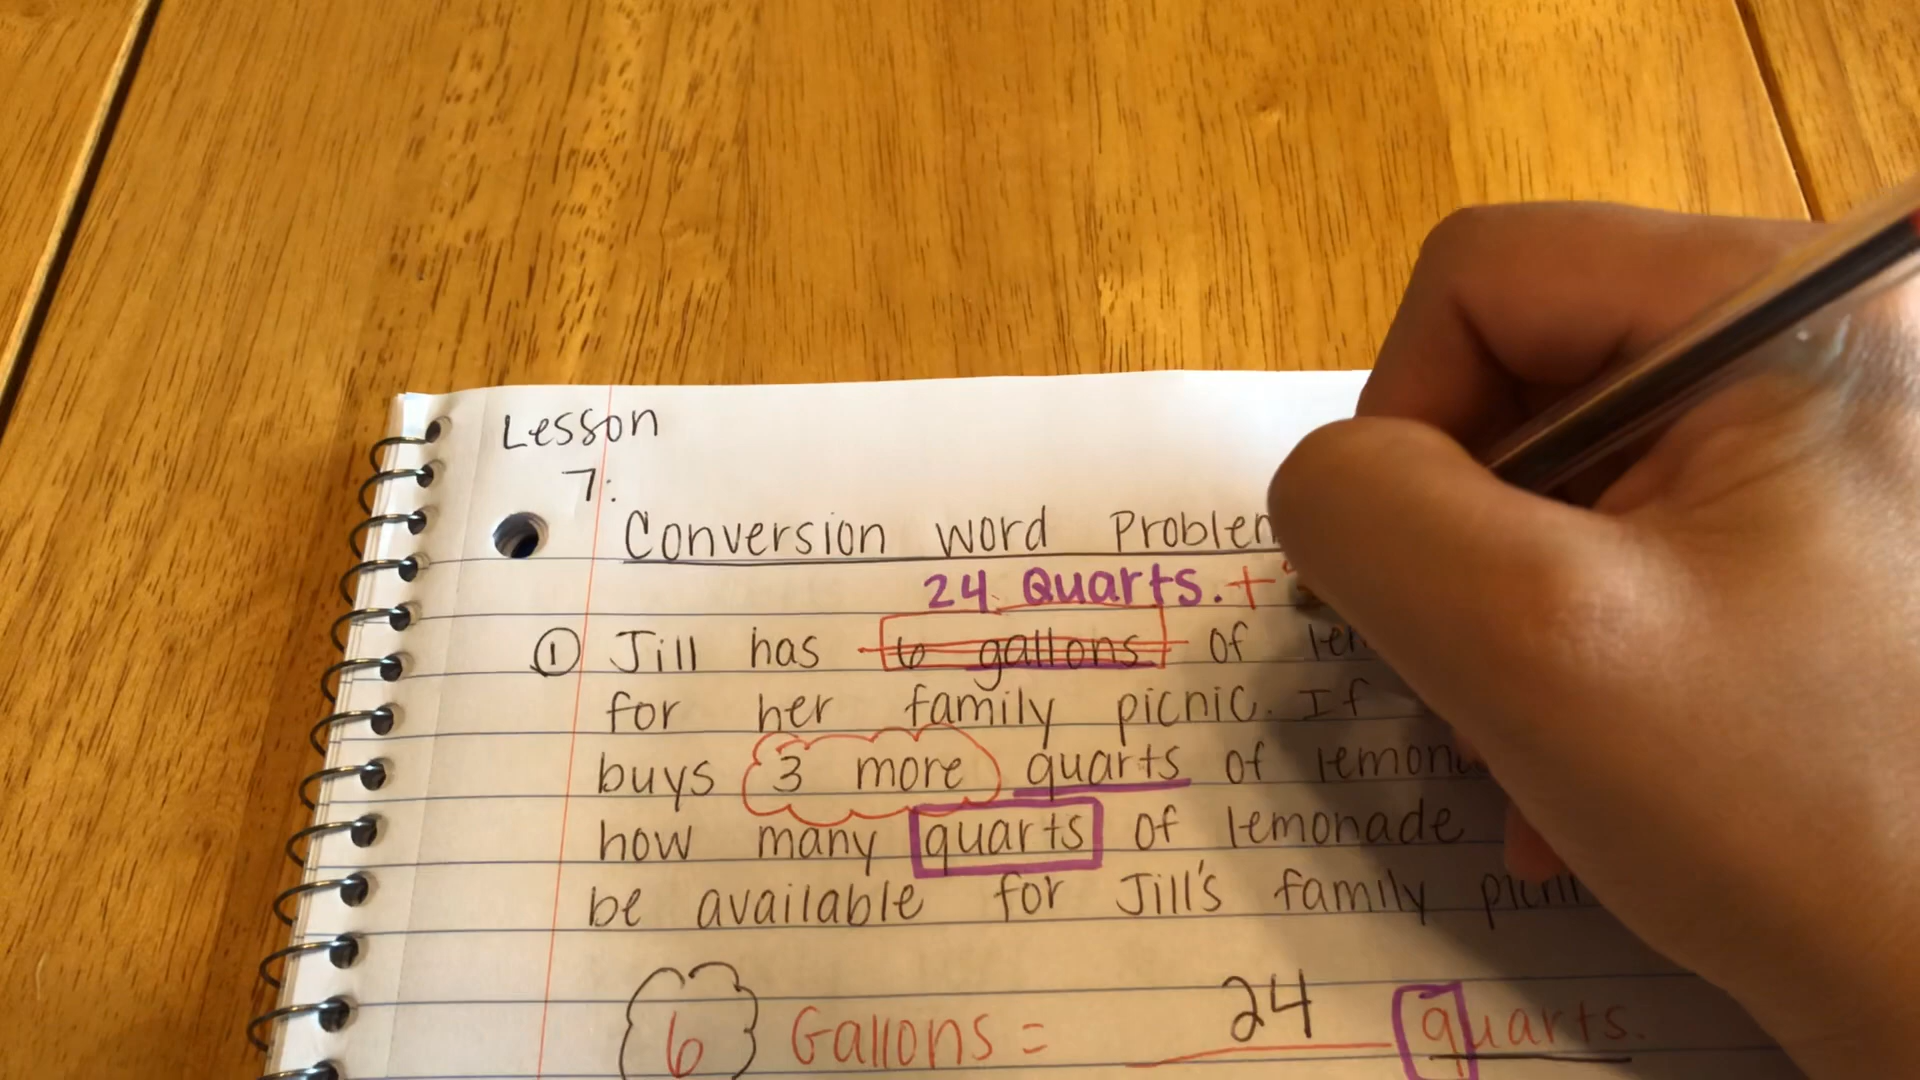 Lesson
7:
Conversion word
24 Quarts. +
① Jill has 6 gallons of
for her family picnic. If
buys 3 more quarts of
how many quarts of lemonade
be available for Jill's family
6 Gallons = 24 quarts.